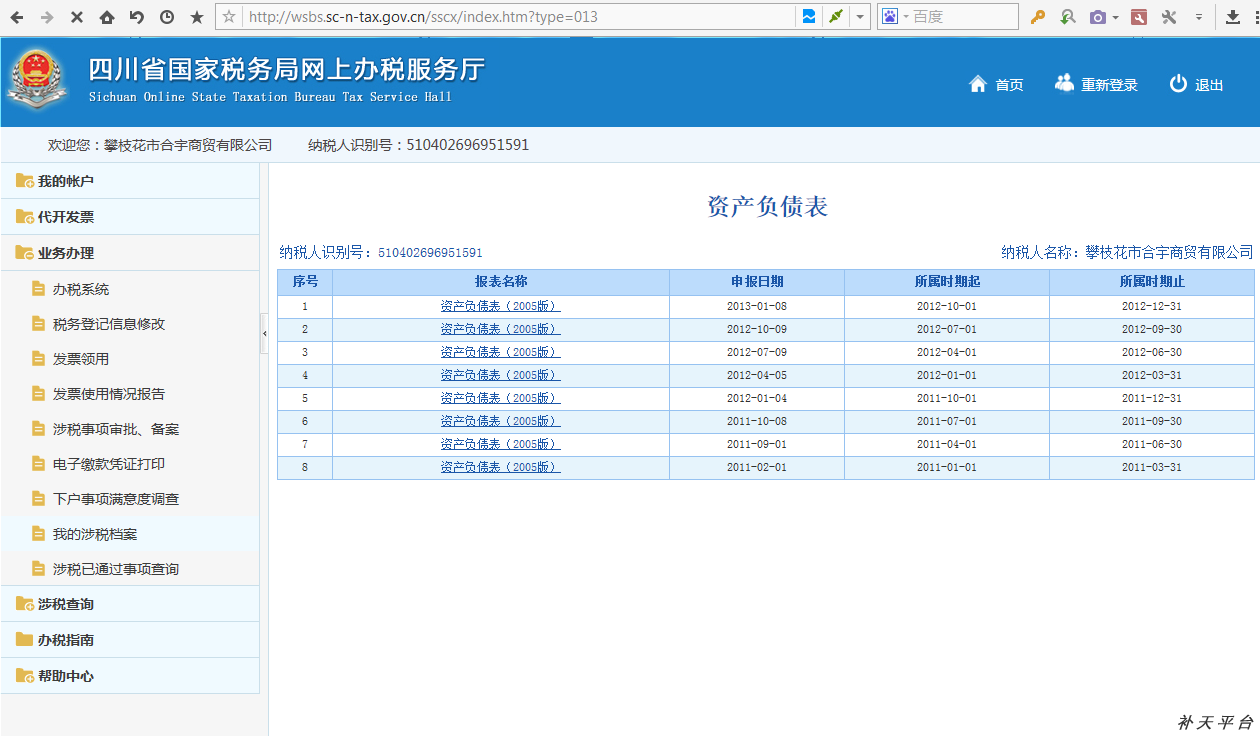 http://wsbs.sc-n-tax.gov.cn/sscx/index.htm?type=013
百度
四川省国家税务局网上办税服务厅
Sichuan Online State Taxation Bureau Tax Service Hall
首页 重新登录 退出
欢迎您：攀枝花市合宇商贸有限公司 纳税人识别号：510402696951591
我的帐户
代开发票
业务办理
办税系统
税务登记信息修改
发票领用
发票使用情况报告
涉税事项审批、备案
电子缴款凭证打印
下户事项满意度调查
我的涉税档案
涉税已通过事项查询
涉税查询
办税指南
帮助中心
资产负债表
纳税人识别号：510402696951591 纳税人名称：攀枝花市合宇商贸有限公司
序号 报表名称 申报日期 所属时期起 所属时期止
1 资产负债表（2005版） 2013-01-08 2012-10-01 2012-12-31
2 资产负债表（2005版） 2012-10-09 2012-07-01 2012-09-30
3 资产负债表（2005版） 2012-07-09 2012-04-01 2012-06-30
4 资产负债表（2005版） 2012-04-05 2012-01-01 2012-03-31
5 资产负债表（2005版） 2012-01-04 2011-10-01 2011-12-31
6 资产负债表（2005版） 2011-10-08 2011-07-01 2011-09-30
7 资产负债表（2005版） 2011-09-01 2011-04-01 2011-06-30
8 资产负债表（2005版） 2011-02-01 2011-01-01 2011-03-31
补天平台